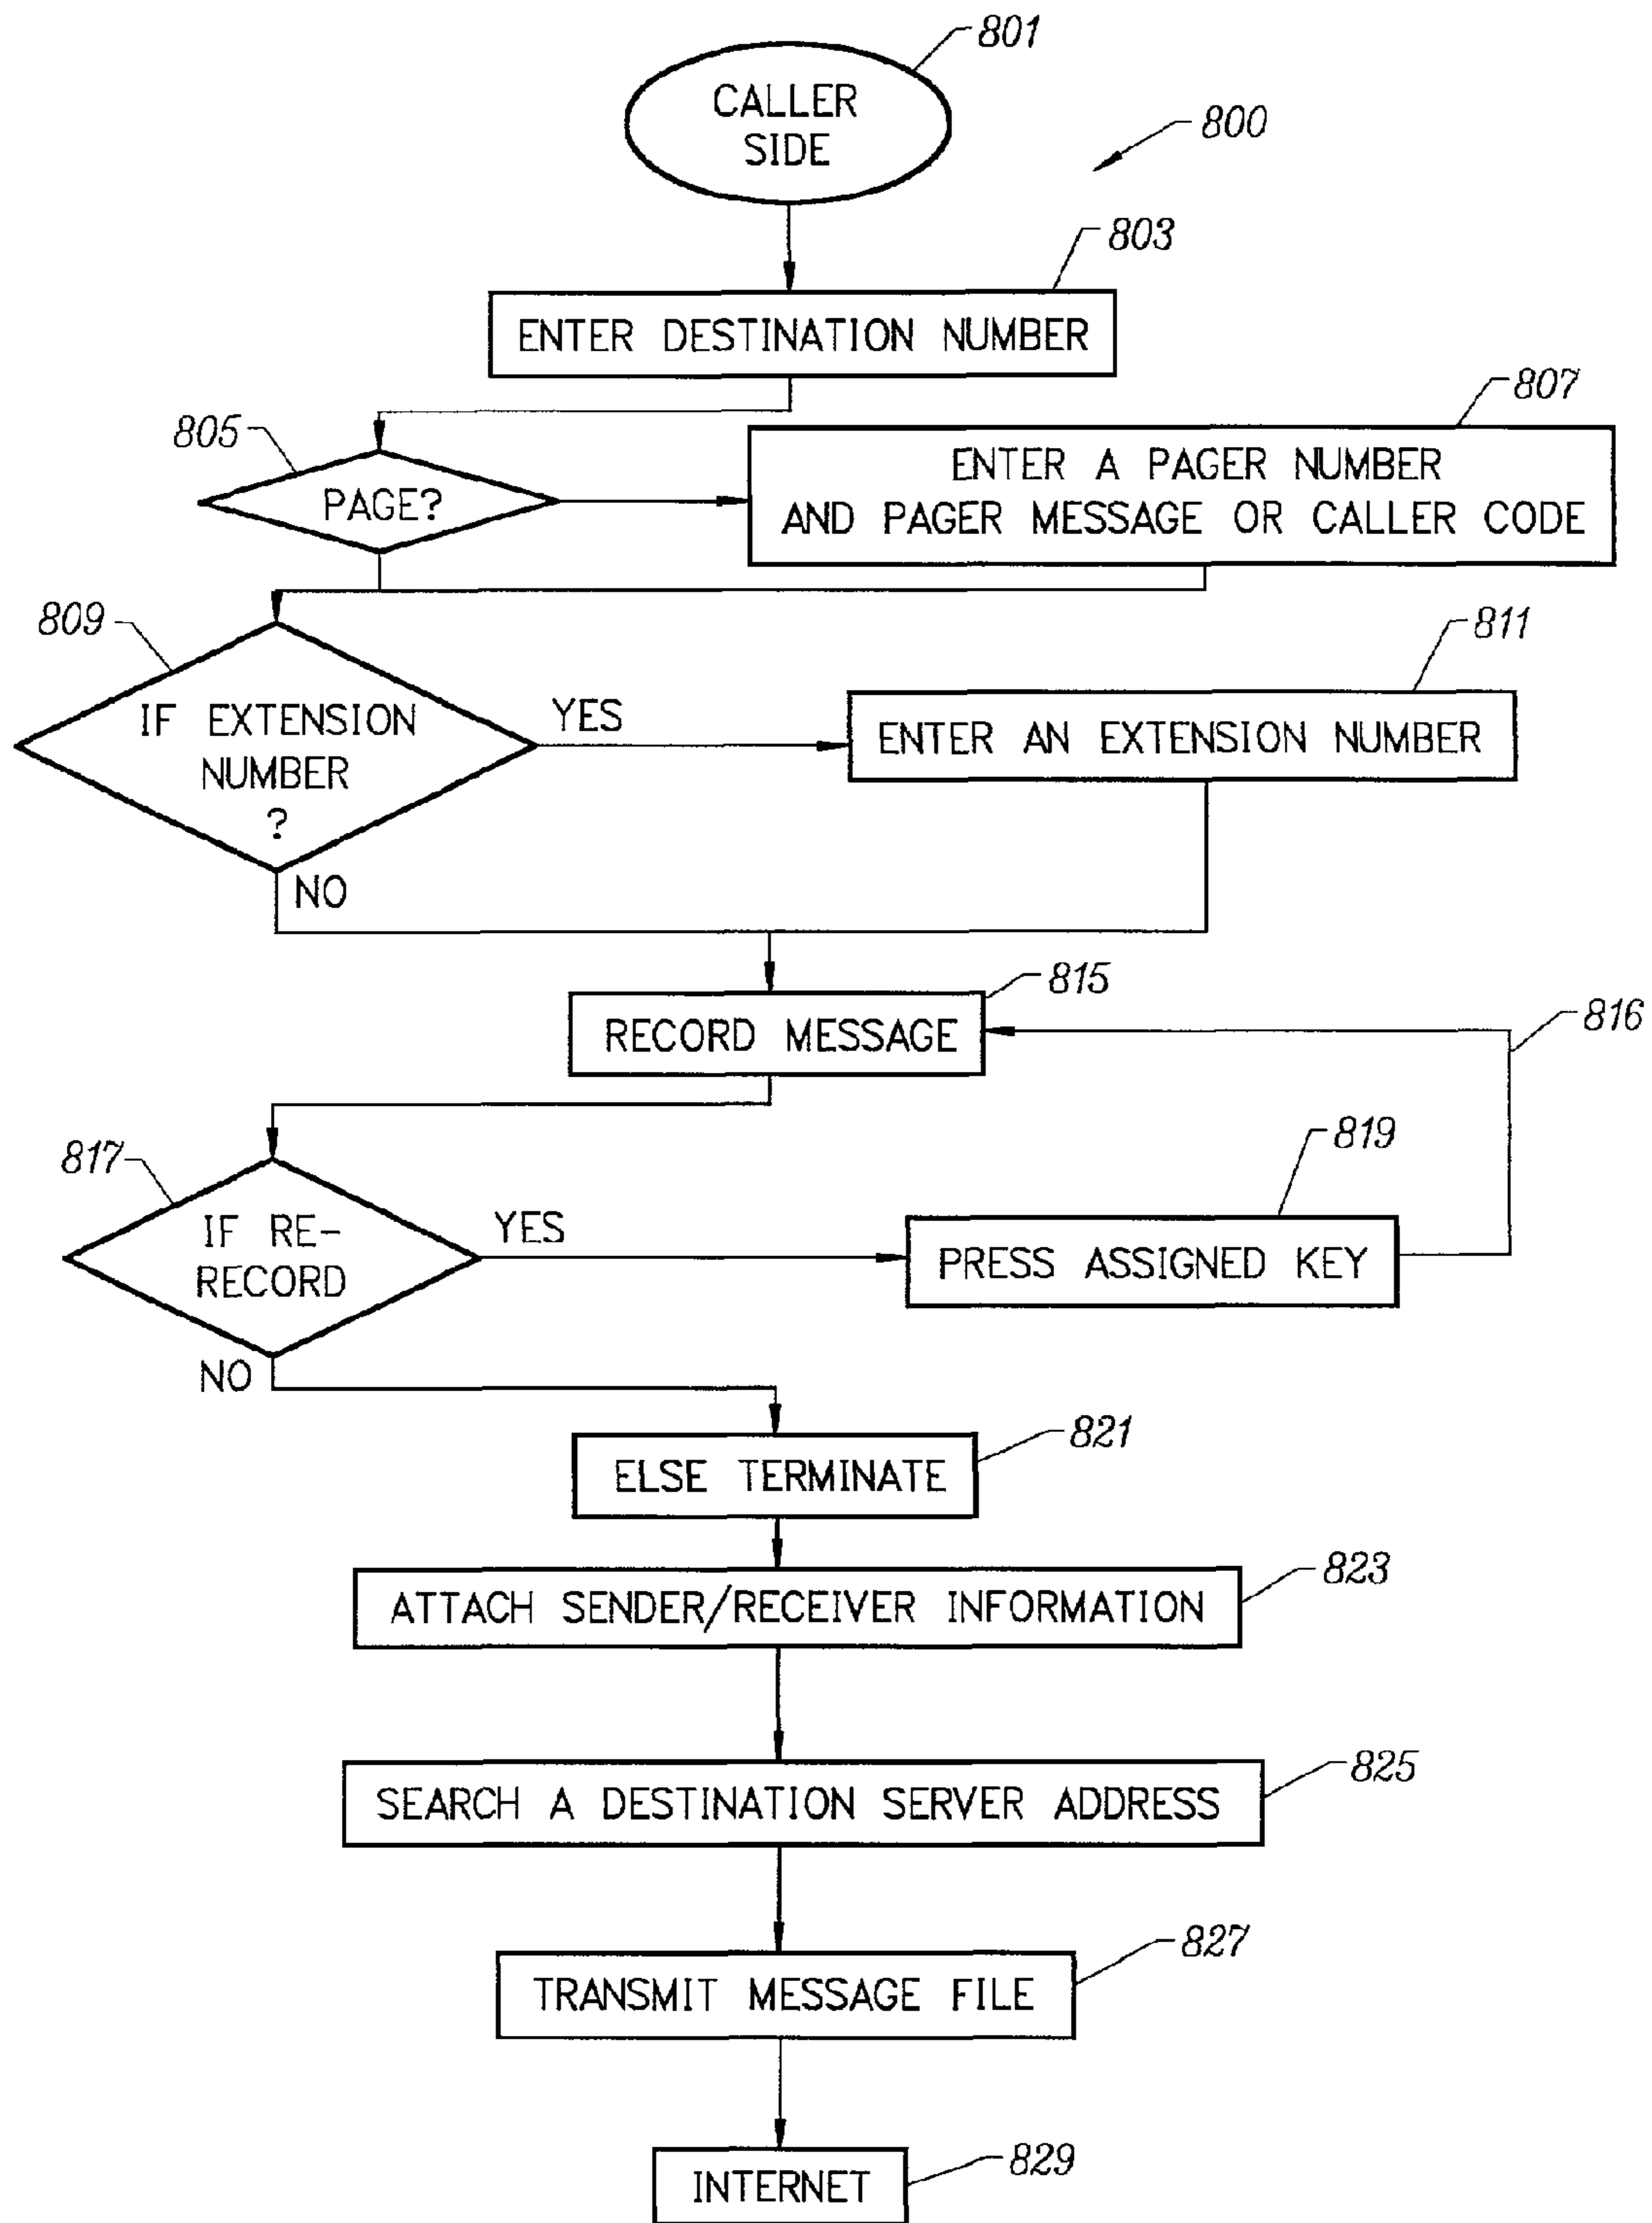 801
CALLER
SIDE
800
803
ENTER DESTINATION NUMBER
807
805
PAGE?
ENTER A PAGER NUMBER
AND PAGER MESSAGE OR CALLER CODE
809
811
IF EXTENSION
NUMBER
?
YES
ENTER AN EXTENSION NUMBER
NO
815
RECORD MESSAGE
816
817
819
IF RE-
RECORD
YES
PRESS ASSIGNED KEY
NO
821
ELSE TERMINATE
823
ATTACH SENDER/RECEIVER INFORMATION
825
SEARCH A DESTINATION SERVER ADDRESS
827
TRANSMIT MESSAGE FILE
829
INTERNET